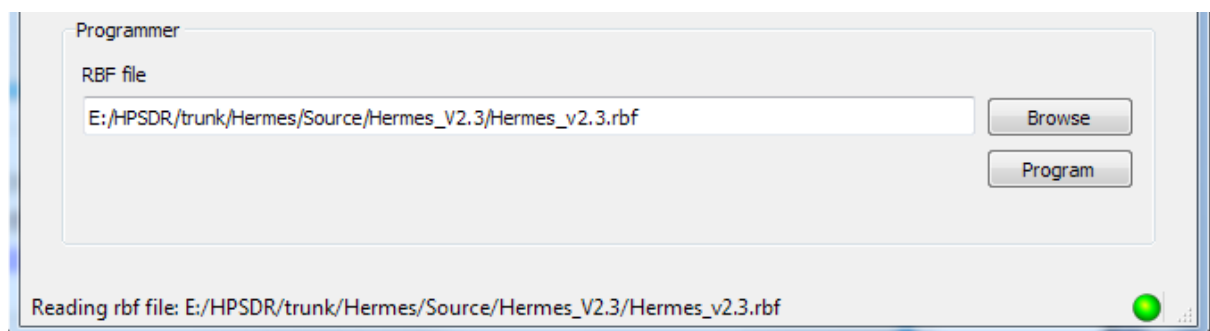 Programmer
RBF file
E:/HPSDR/trunk/Hermes/Source/Hermes_V2.3/Hermes_v2.3.rbf
Browse
Program
Reading rbf file: E:/HPSDR/trunk/Hermes/Source/Hermes_V2.3/Hermes_v2.3.rbf